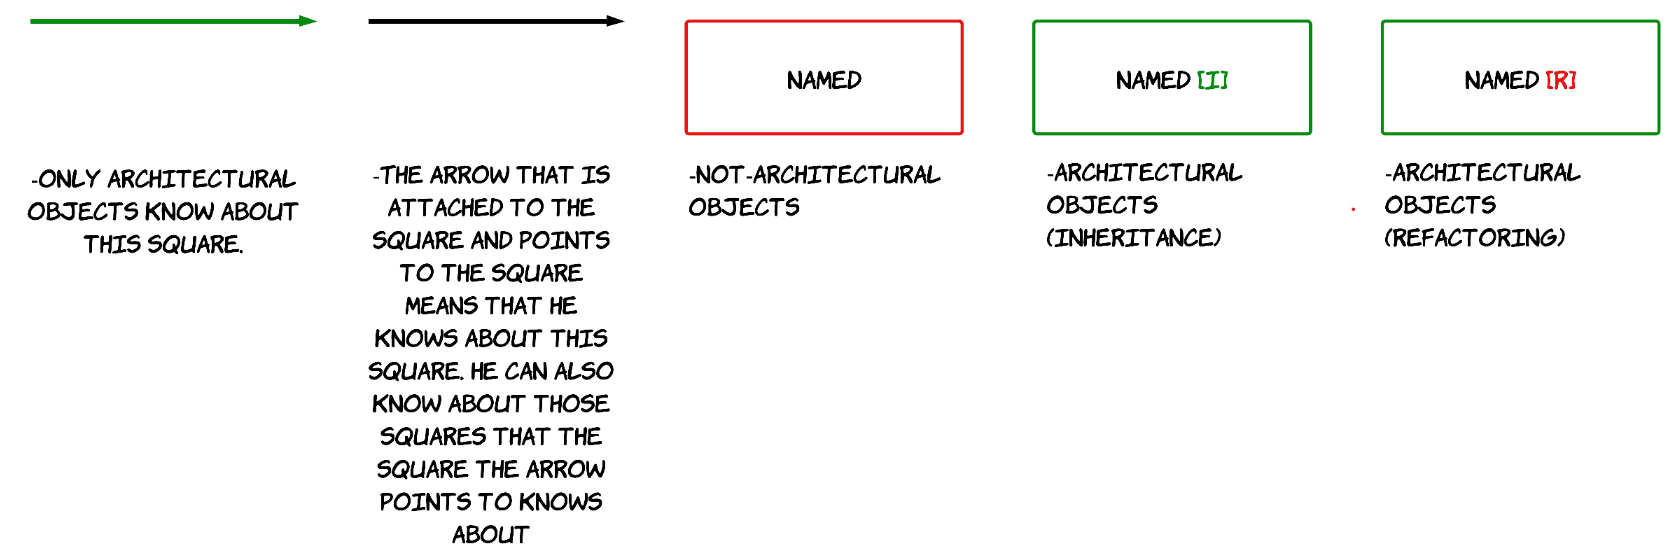 NAMED
NAMED [I]
NAMED [R]
-ONLY ARCHITECTURAL
OBJECTS KNOW ABOUT
THIS SQUARE.
-THE ARROW THAT IS
ATTACHED TO THE
SQUARE AND POINTS
TO THE SQUARE
MEANS THAT HE
KNOWS ABOUT THIS
SQUARE. HE CAN ALSO
KNOW ABOUT THOSE
SQUARES THAT THE
SQUARE THE ARROW
POINTS TO KNOWS
ABOUT
-NOT-ARCHITECTURAL
OBJECTS
-ARCHITECTURAL
OBJECTS
(INHERITANCE)
-ARCHITECTURAL
OBJECTS
(REFACTORING)